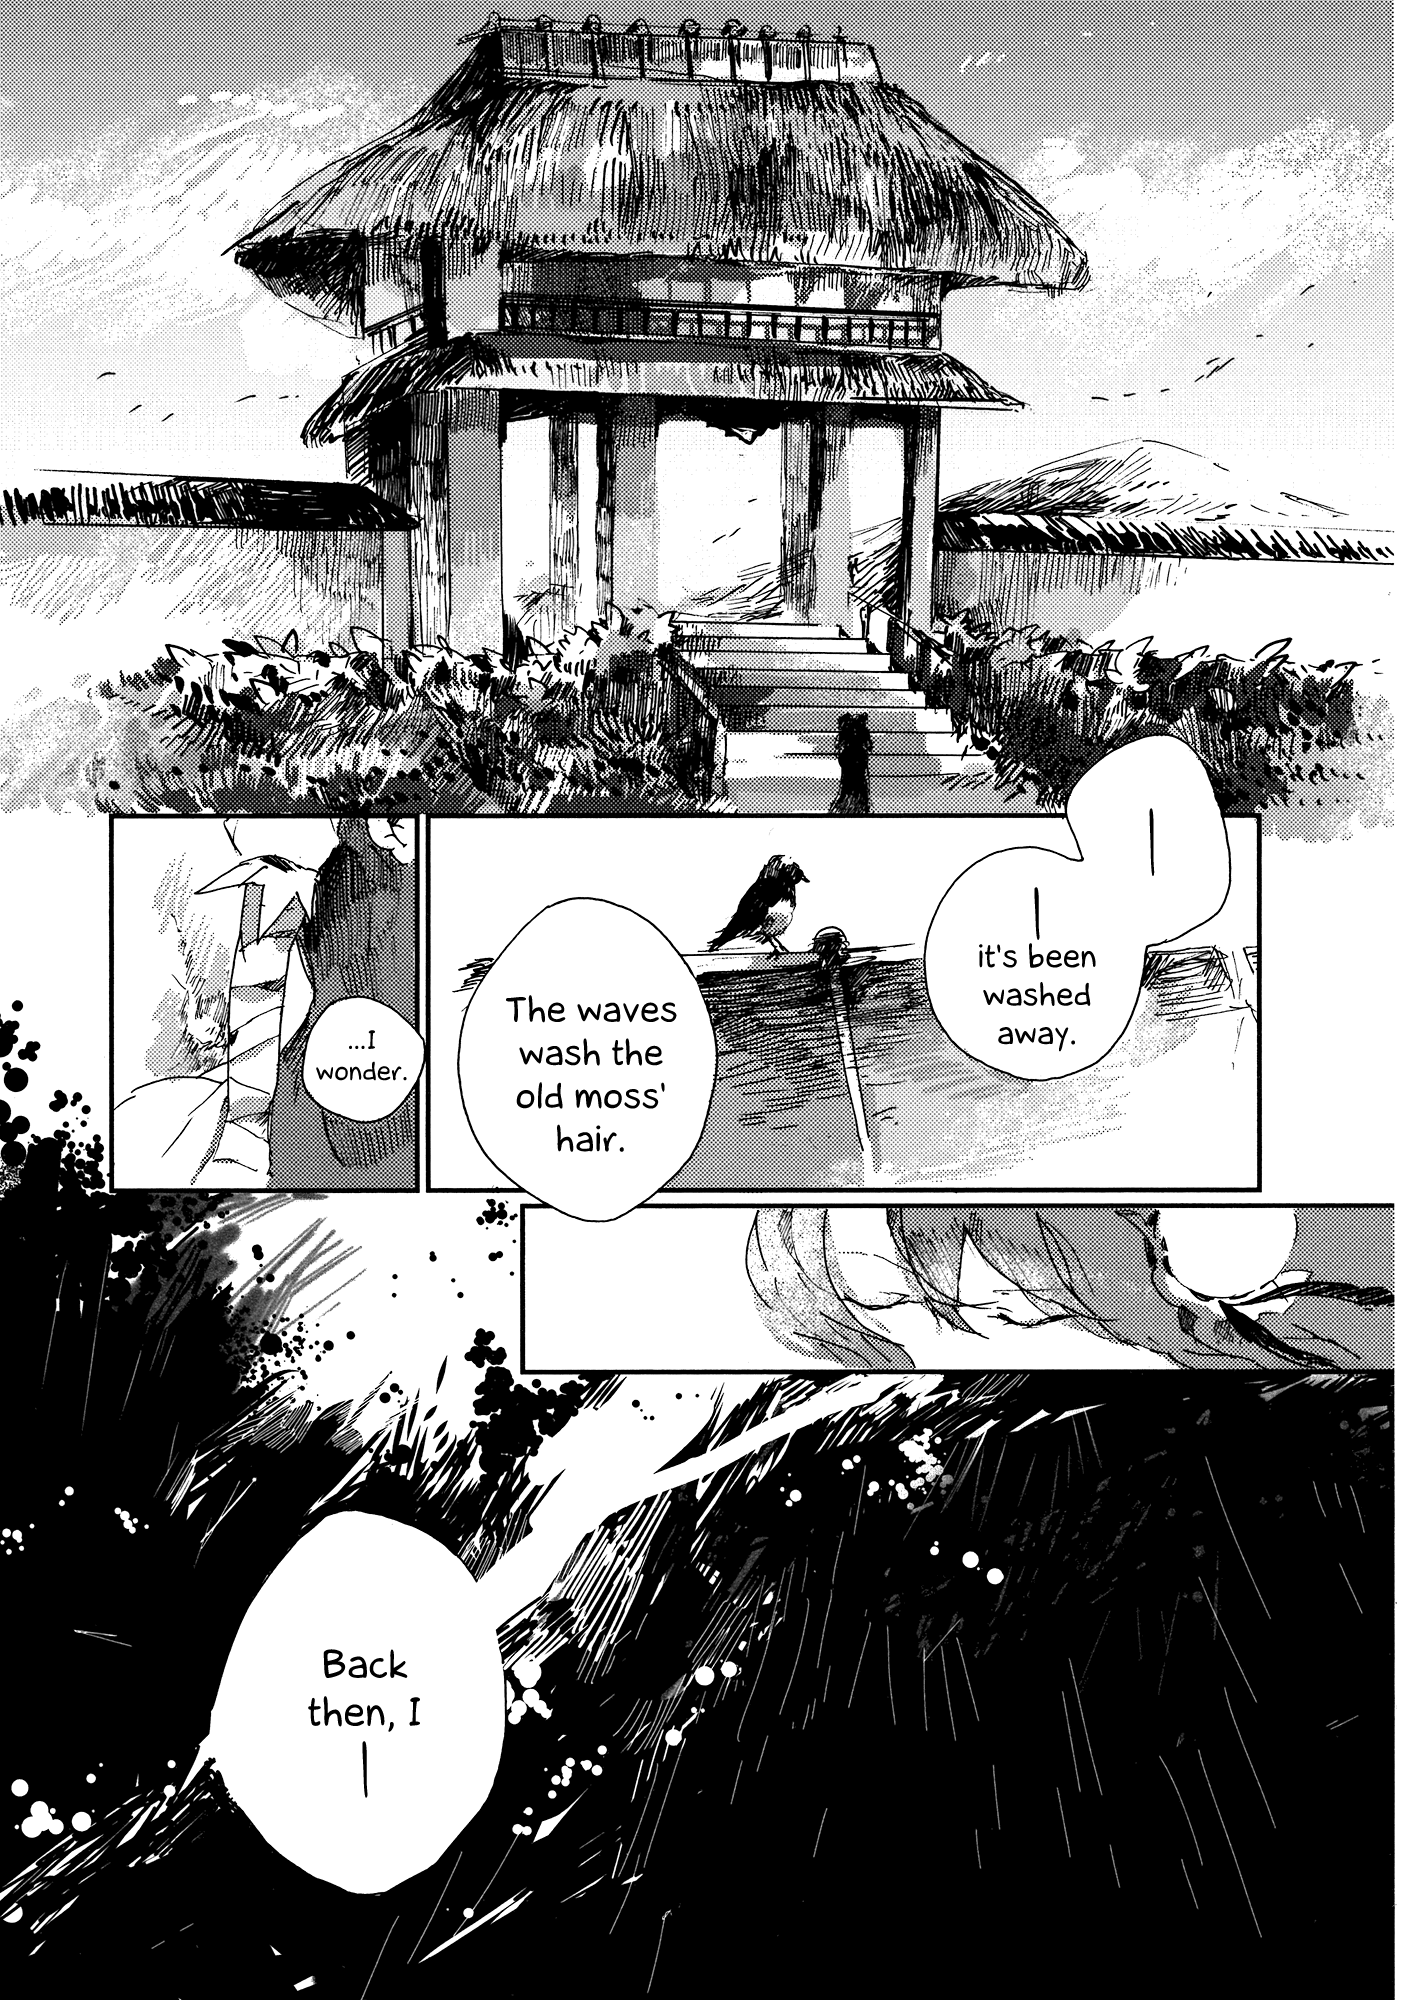 —
—
it's been
washed
away.
The waves
wash the
old moss'
hair.
...I
wonder.
Back
then, I
—